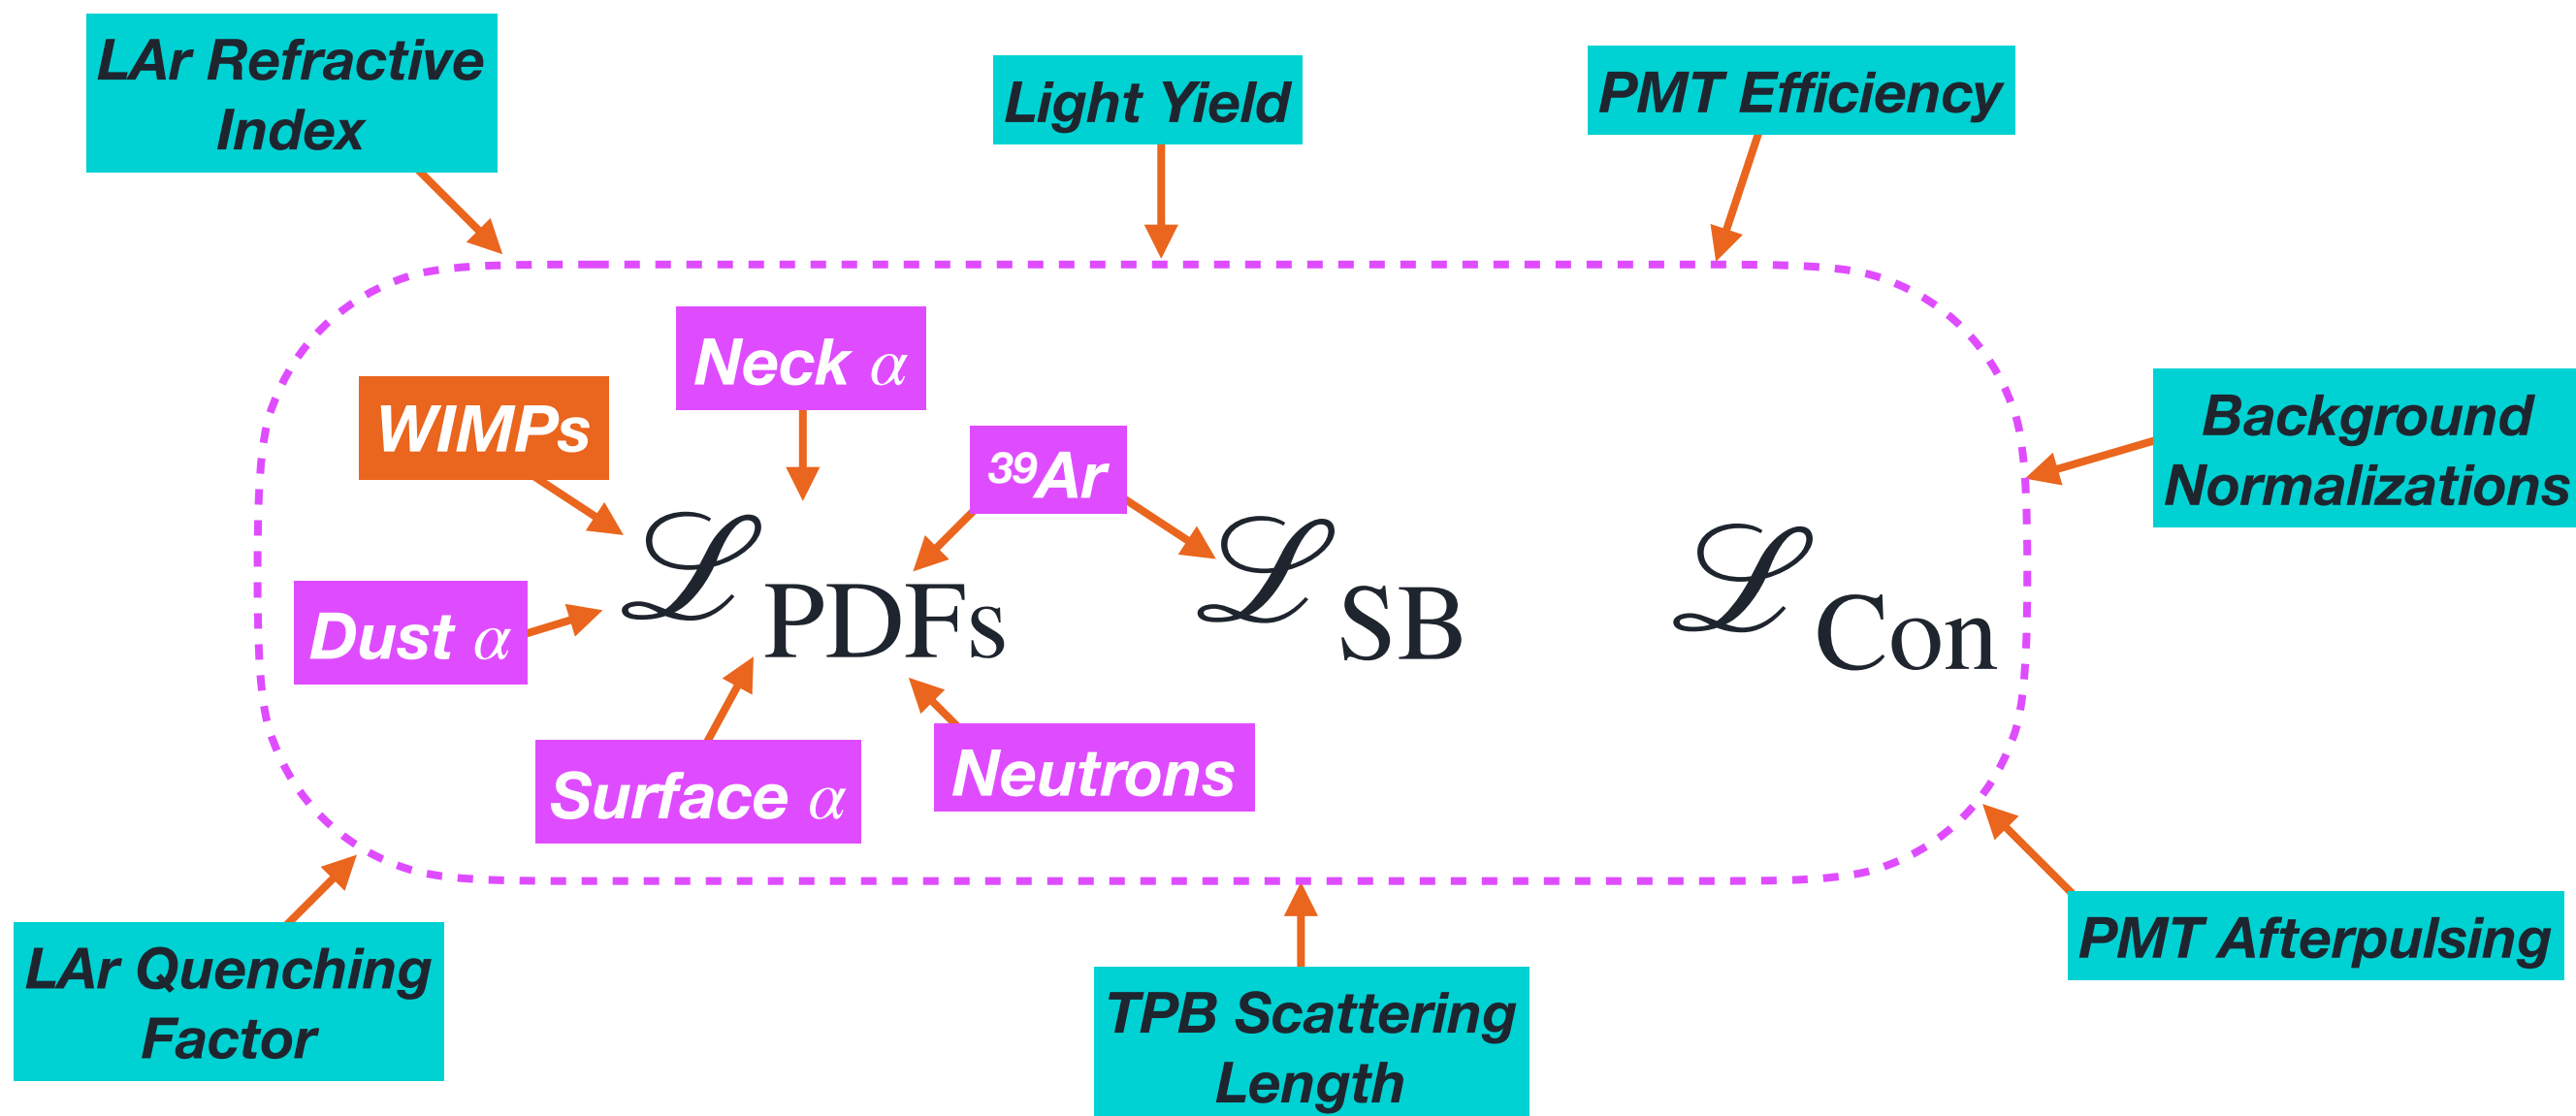 LAr Refractive
Index
Light Yield
PMT Efficiency
Neck α
WIMPs
³⁹Ar
Background
Normalizations
ℒ PDFs
ℒ SB
ℒ Con
Dust α
Surface α
Neutrons
LAr Quenching
Factor
TPB Scattering
Length
PMT Afterpulsing